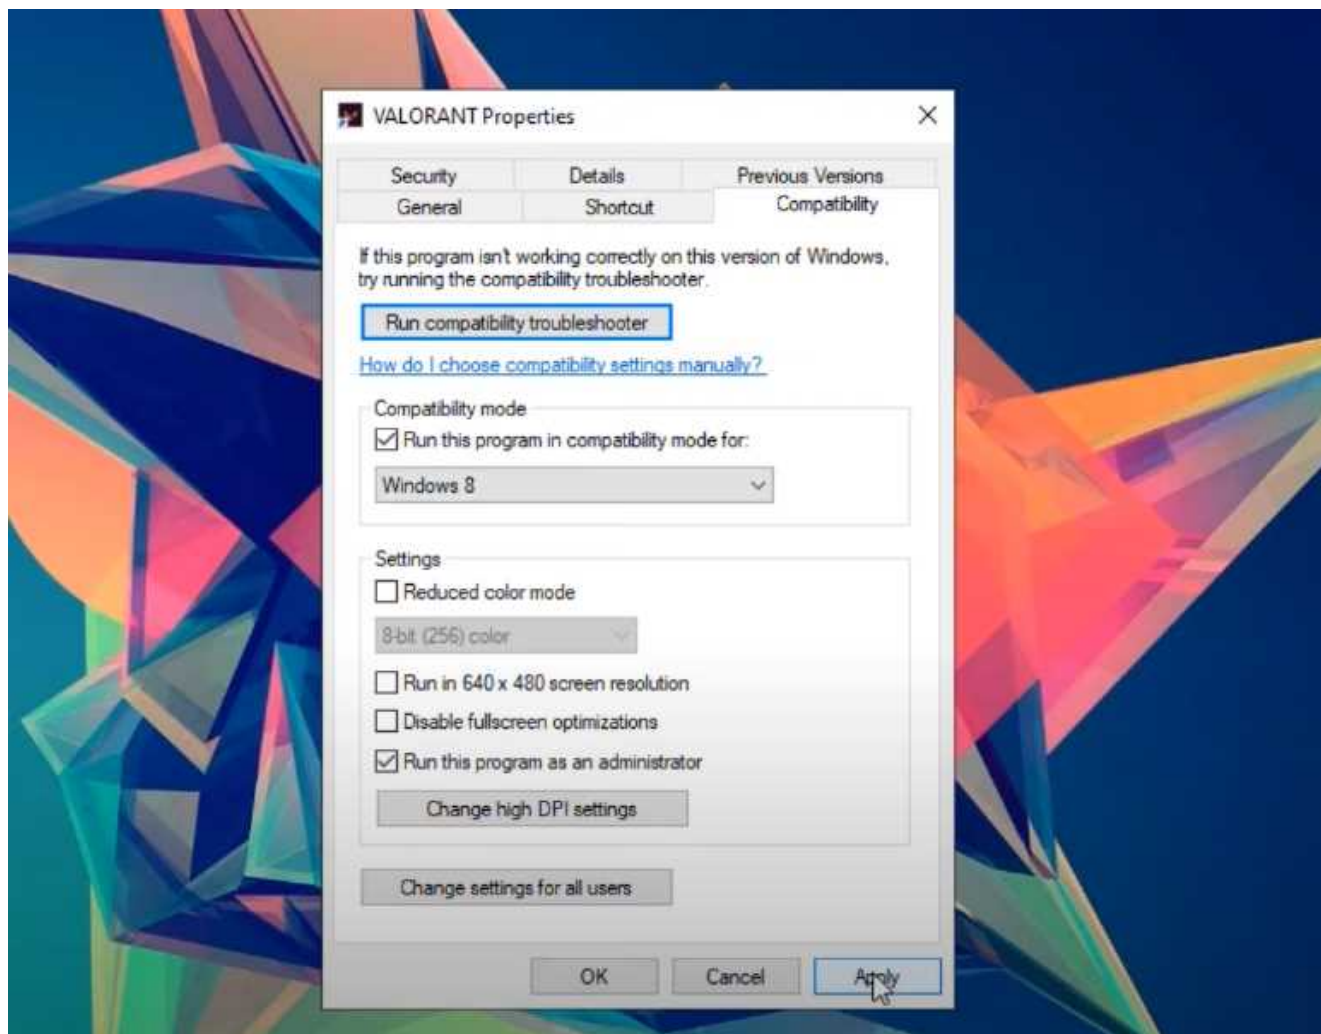 VALORANT Properties
Security Details Previous Versions
General Shortcut Compatibility
If this program isn't working correctly on this version of Windows,
try running the compatibility troubleshooter.
Run compatibility troubleshooter
How do I choose compatibility settings manually?
Compatibility mode
Run this program in compatibility mode for:
Windows 8
Settings
Reduced color mode
8-bit (256) color
Run in 640 x 480 screen resolution
Disable fullscreen optimizations
Run this program as an administrator
Change high DPI settings
Change settings for all users
OK Cancel Apply